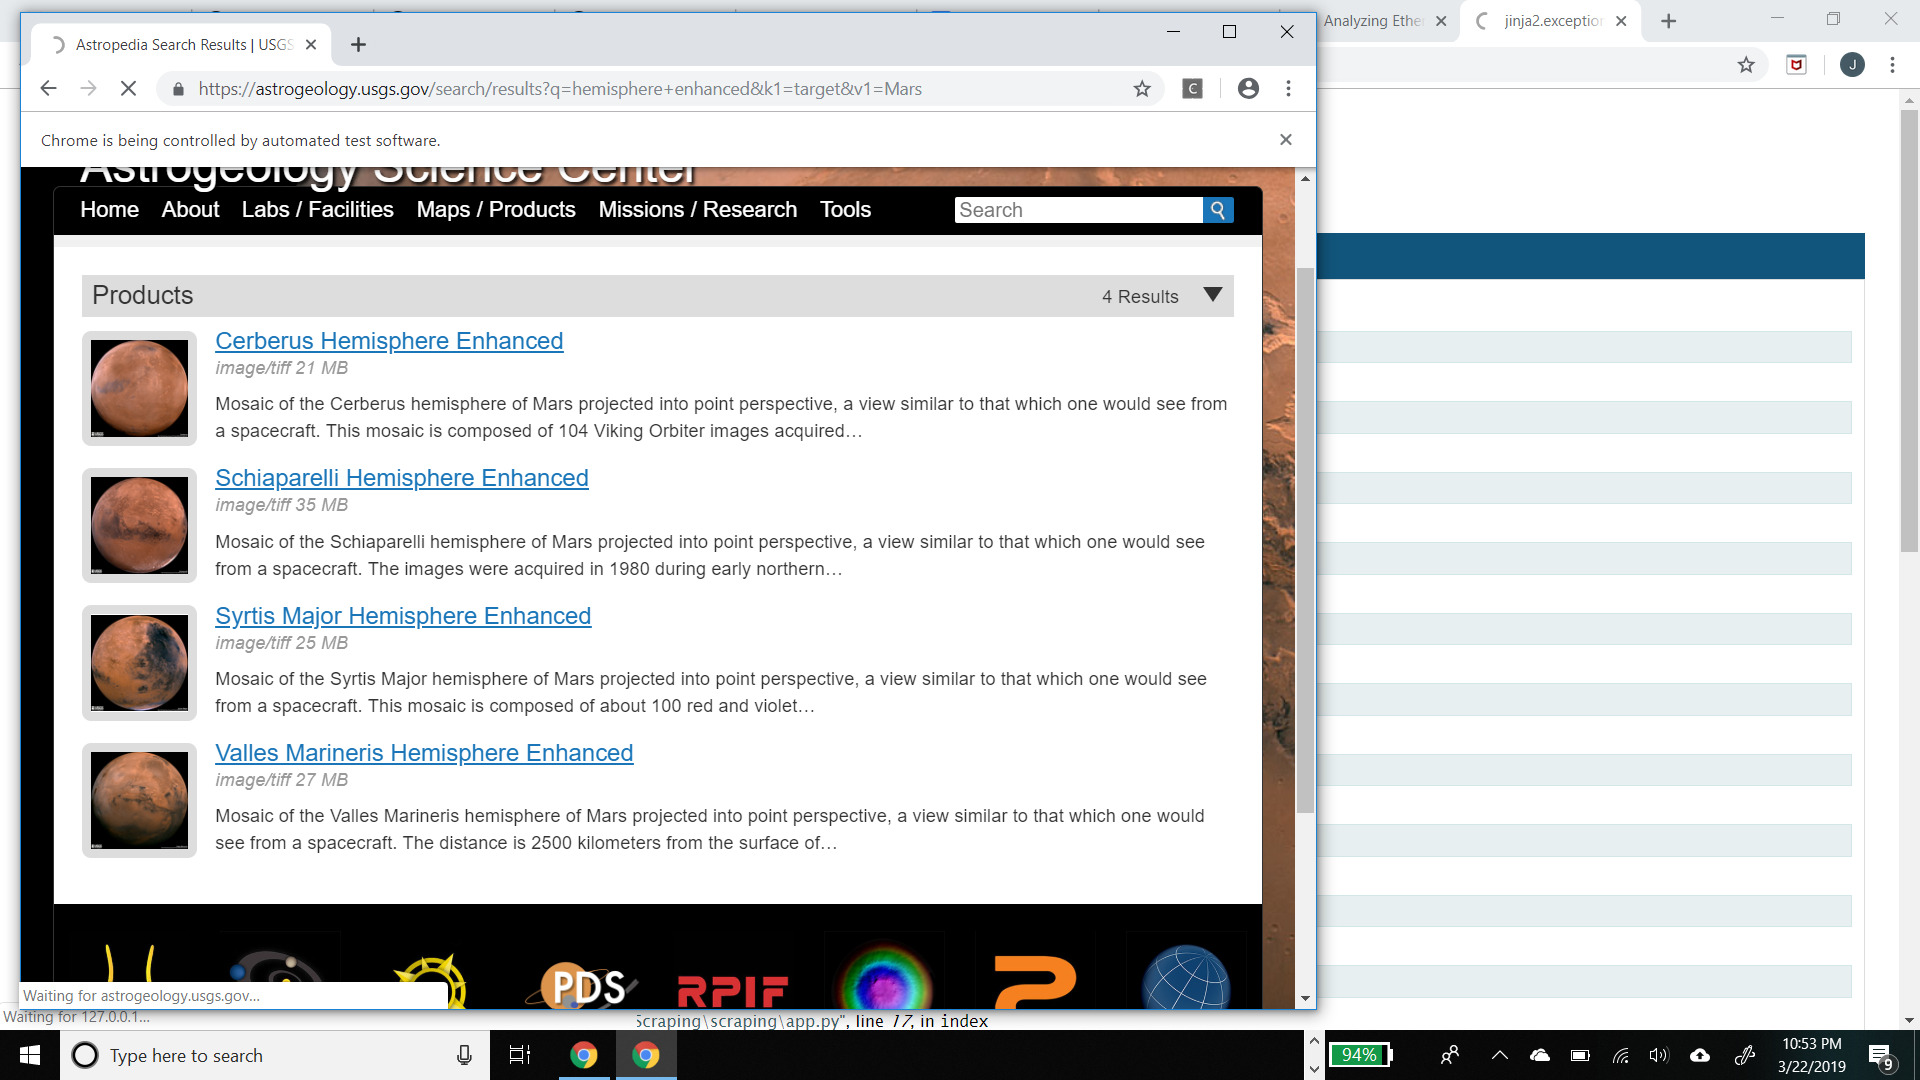 Astropedia Search Results | USGS
Analyzing Ether
jinja2.exception
J
https://astrogeology.usgs.gov/search/results?q=hemisphere+enhanced&k1=target&v1=Mars
C
Chrome is being controlled by automated test software.
Astrogeology Science Center
Home About Labs / Facilities Maps / Products Missions / Research Tools
Search
Products
4 Results
Cerberus Hemisphere Enhanced
image/tiff 21 MB
Mosaic of the Cerberus hemisphere of Mars projected into point perspective, a view similar to that which one would see from
a spacecraft. This mosaic is composed of 104 Viking Orbiter images acquired…
Schiaparelli Hemisphere Enhanced
image/tiff 35 MB
Mosaic of the Schiaparelli hemisphere of Mars projected into point perspective, a view similar to that which one would see
from a spacecraft. The images were acquired in 1980 during early northern…
Syrtis Major Hemisphere Enhanced
image/tiff 25 MB
Mosaic of the Syrtis Major hemisphere of Mars projected into point perspective, a view similar to that which one would see
from a spacecraft. This mosaic is composed of about 100 red and violet…
Valles Marineris Hemisphere Enhanced
image/tiff 27 MB
Mosaic of the Valles Marineris hemisphere of Mars projected into point perspective, a view similar to that which one would
see from a spacecraft. The distance is 2500 kilometers from the surface of…
PDS
RPIF
Waiting for astrogeology.usgs.gov...
Waiting for 127.0.0.1...
Scraping\scraping\app.py", line 17, in index
Type here to search
94%
10:53 PM
3/22/2019
9